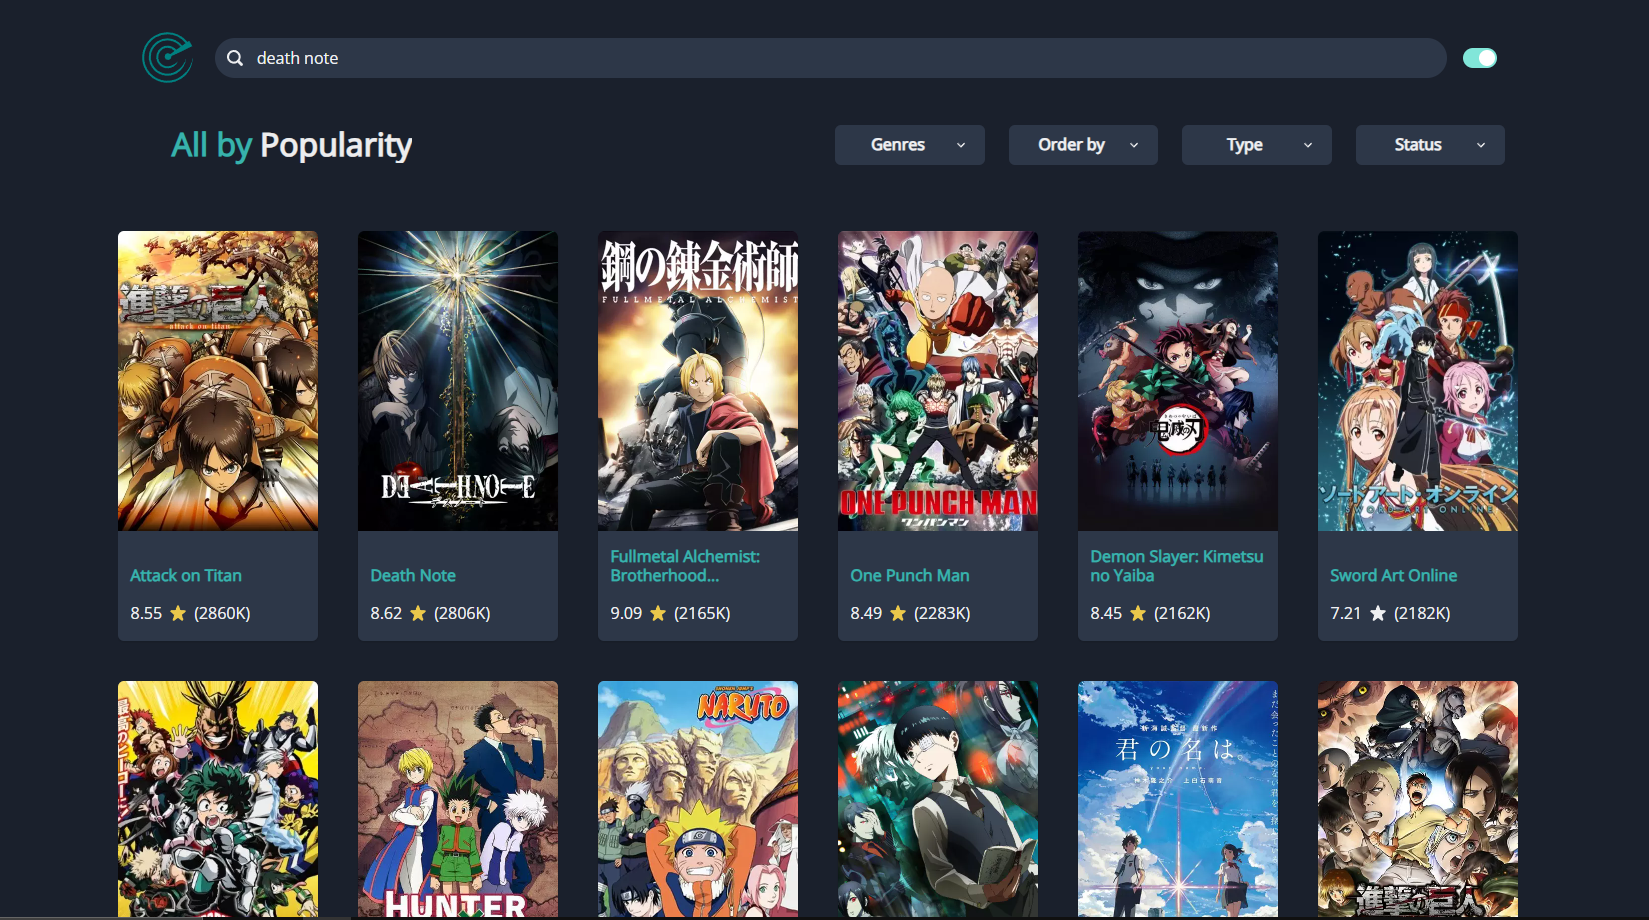 death note
All by Popularity
Genres
Order by
Type
Status
進撃の巨人
attack on titan
DEATH NOTE
鋼の錬金術師
FULLMETAL ALCHEMIST
ONE PUNCH MAN
ワンパンマン
鬼滅の刃
ソードアート・オンライン
SWORD ART ONLINE
Attack on Titan
Death Note
Fullmetal Alchemist:
Brotherhood...
One Punch Man
Demon Slayer: Kimetsu
no Yaiba
Sword Art Online
8.55 (2860K)
8.62 (2806K)
9.09 (2165K)
8.49 (2283K)
8.45 (2162K)
7.21 (2182K)
HUNTER
NARUTO
君の名は。
進撃の巨人